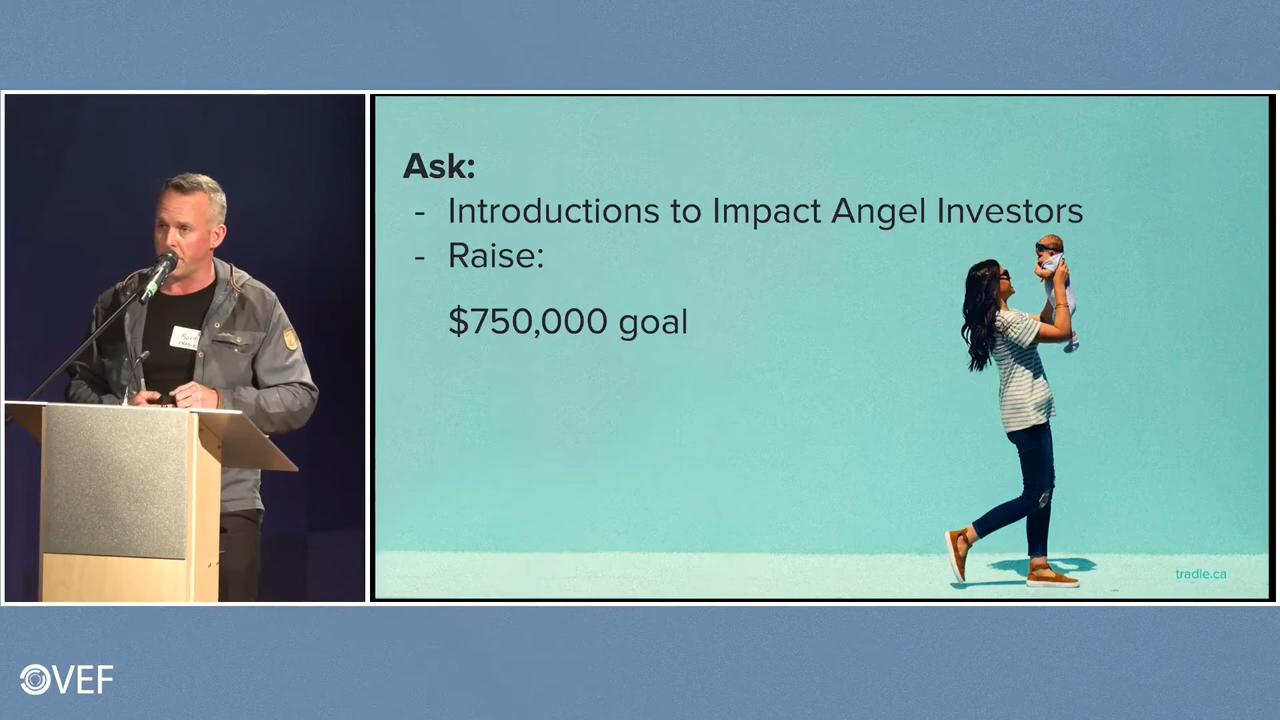 Ask:
- Introductions to Impact Angel Investors
- Raise:
$750,000 goal
tradle.ca
VEF